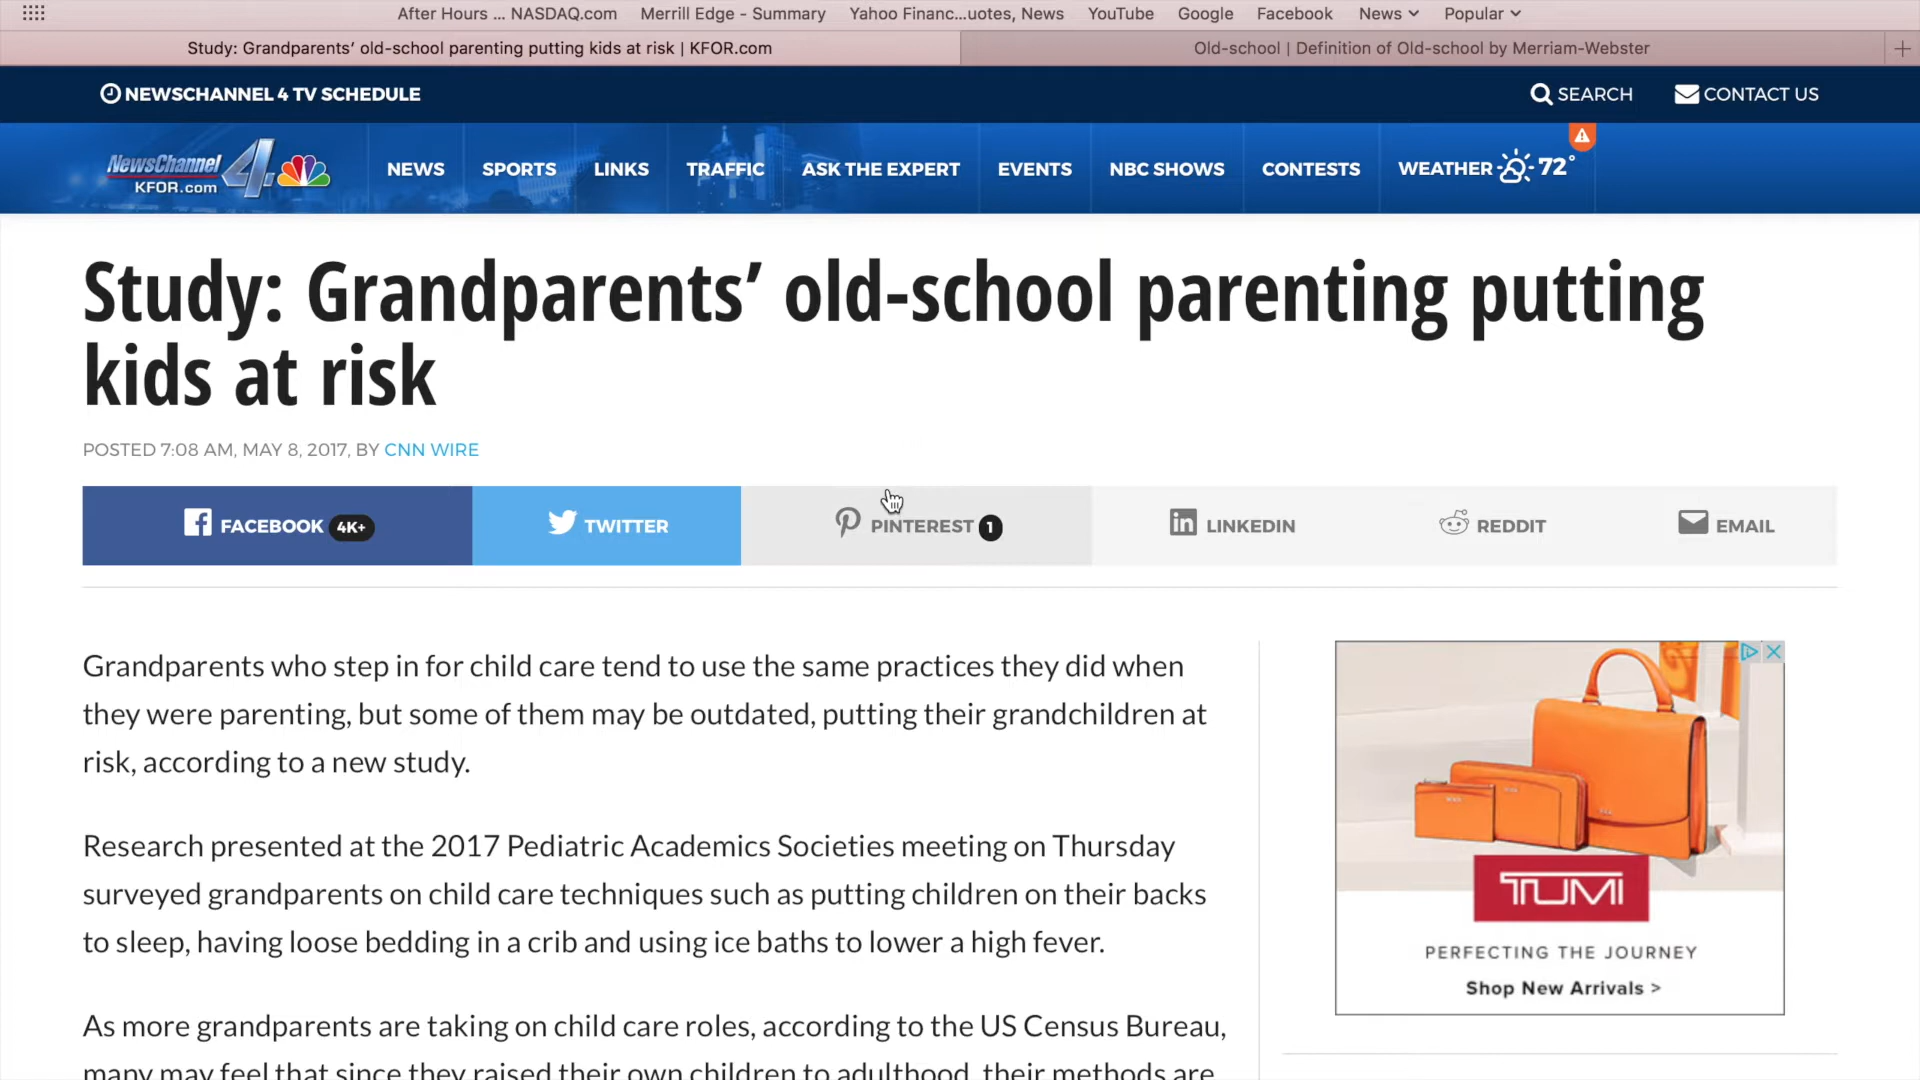 After Hours ... NASDAQ.com Merrill Edge - Summary Yahoo Financ...uotes, News YouTube Google Facebook News Popular
Study: Grandparents’ old-school parenting putting kids at risk | KFOR.com Old-school | Definition of Old-school by Merriam-Webster
NEWSCHANNEL 4 TV SCHEDULE SEARCH CONTACT US
NewsChannel 4
KFOR.com
NEWS SPORTS LINKS TRAFFIC ASK THE EXPERT EVENTS NBC SHOWS CONTESTS WEATHER 72°
Study: Grandparents’ old-school parenting putting
kids at risk
POSTED 7:08 AM, MAY 8, 2017, BY CNN WIRE
FACEBOOK 4K+ TWITTER PINTEREST 1 LINKEDIN REDDIT EMAIL
Grandparents who step in for child care tend to use the same practices they did when
they were parenting, but some of them may be outdated, putting their grandchildren at
risk, according to a new study.
Research presented at the 2017 Pediatric Academics Societies meeting on Thursday
surveyed grandparents on child care techniques such as putting children on their backs
to sleep, having loose bedding in a crib and using ice baths to lower a high fever.
As more grandparents are taking on child care roles, according to the US Census Bureau,
many may feel that since they raised their own children to adulthood, their methods are
TUMI
PERFECTING THE JOURNEY
Shop New Arrivals >